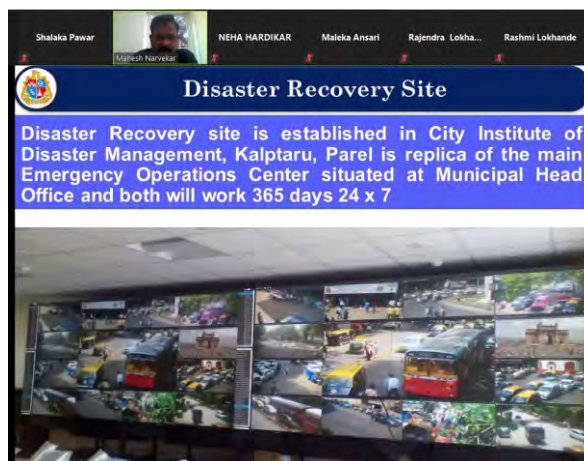 Shalaka Pawar
NEHA HARDIKAR
Maleka Ansari
Rajendra Lokha...
Rashmi Lokhande
Mahesh Narvekar
Disaster Recovery Site
Disaster Recovery site is established in City Institute of
Disaster Management, Kalptaru, Parel is replica of the main
Emergency Operations Center situated at Municipal Head
Office and both will work 365 days 24 x 7